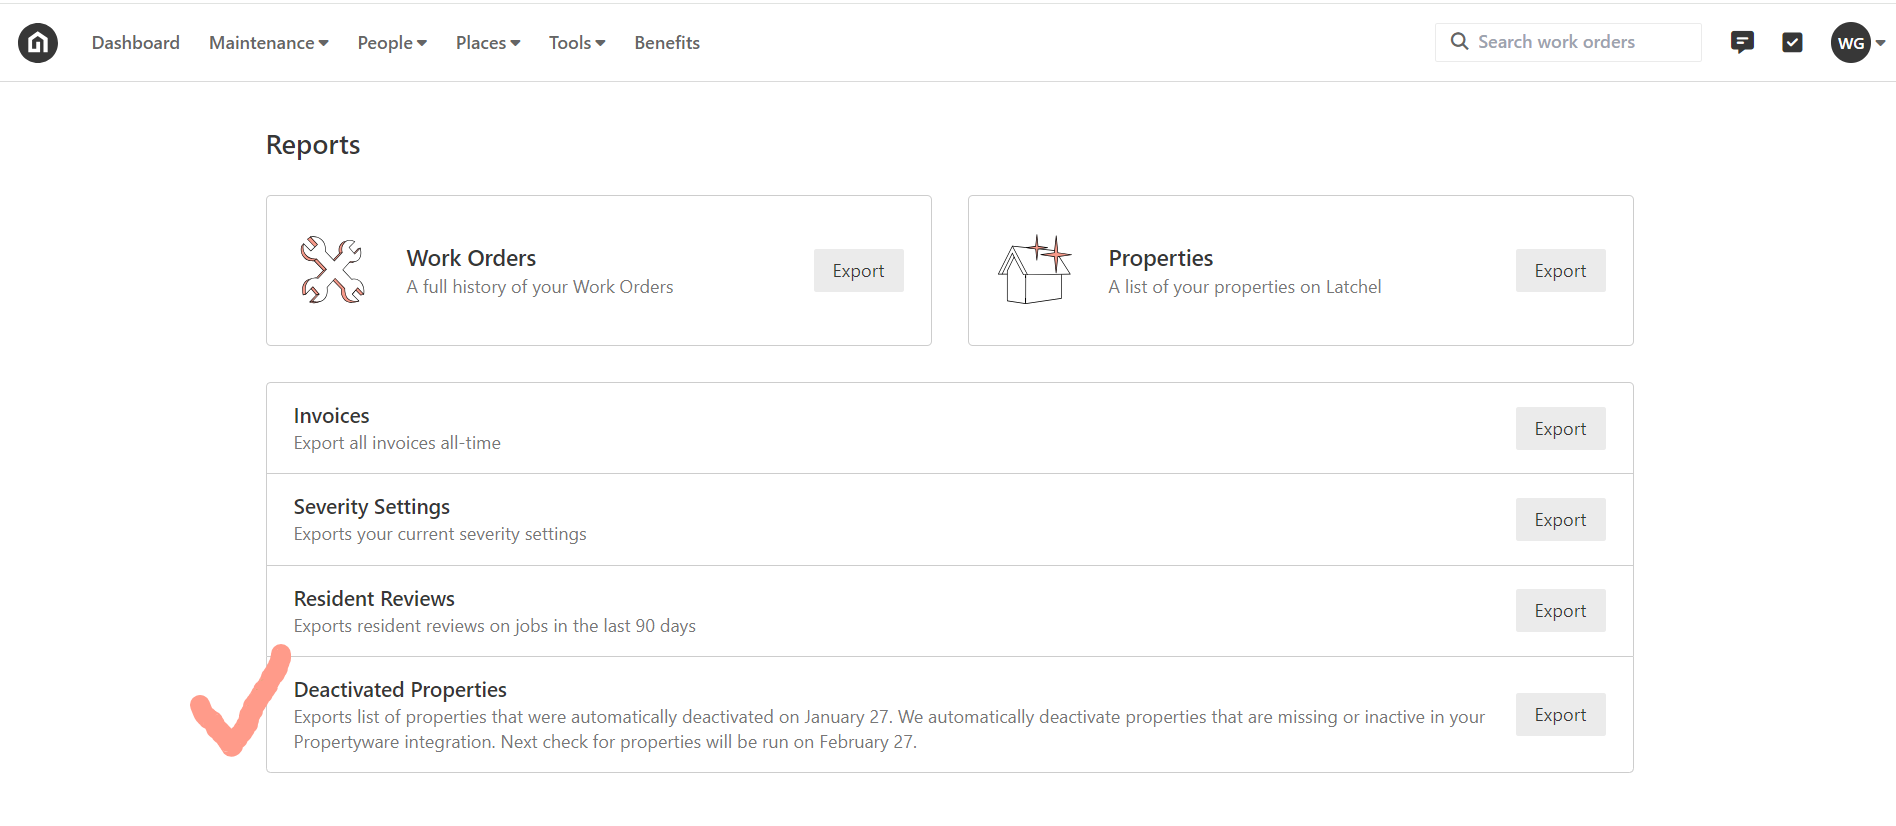 Dashboard Maintenance People Places Tools Benefits Search work orders WG
Reports
Work Orders
A full history of your Work Orders
Export
Properties
A list of your properties on Latchel
Export
Invoices
Export all invoices all-time
Export
Severity Settings
Exports your current severity settings
Export
Resident Reviews
Exports resident reviews on jobs in the last 90 days
Export
Deactivated Properties
Exports list of properties that were automatically deactivated on January 27. We automatically deactivate properties that are missing or inactive in your
Propertyware integration. Next check for properties will be run on February 27.
Export